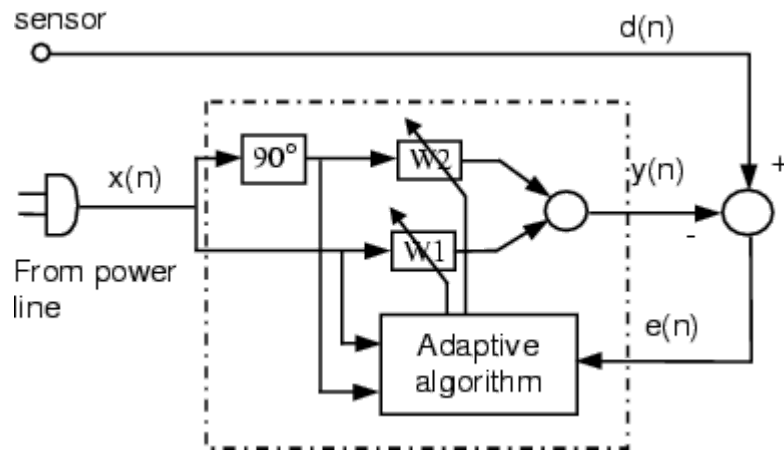 sensor
d(n)
+
90°
W2
x(n)
y(n)
-
W1
From power
line
e(n)
Adaptive
algorithm